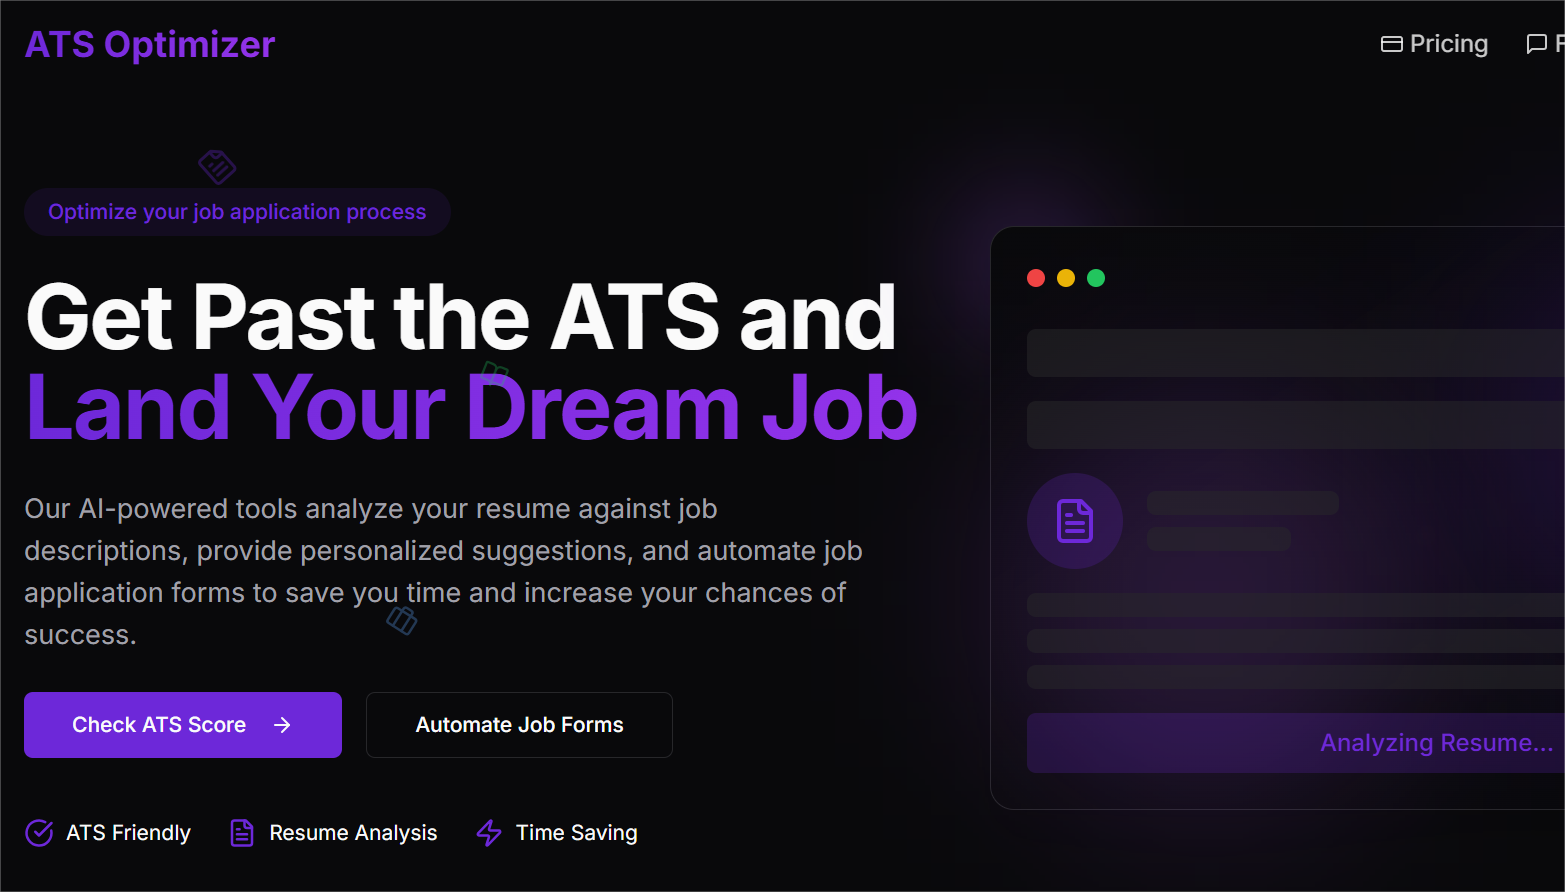 ATS Optimizer
Pricing
F
Optimize your job application process
Get Past the ATS and
Land Your Dream Job
Our AI-powered tools analyze your resume against job
descriptions, provide personalized suggestions, and automate job
application forms to save you time and increase your chances of
success.
Check ATS Score
Automate Job Forms
Analyzing Resume...
ATS Friendly
Resume Analysis
Time Saving